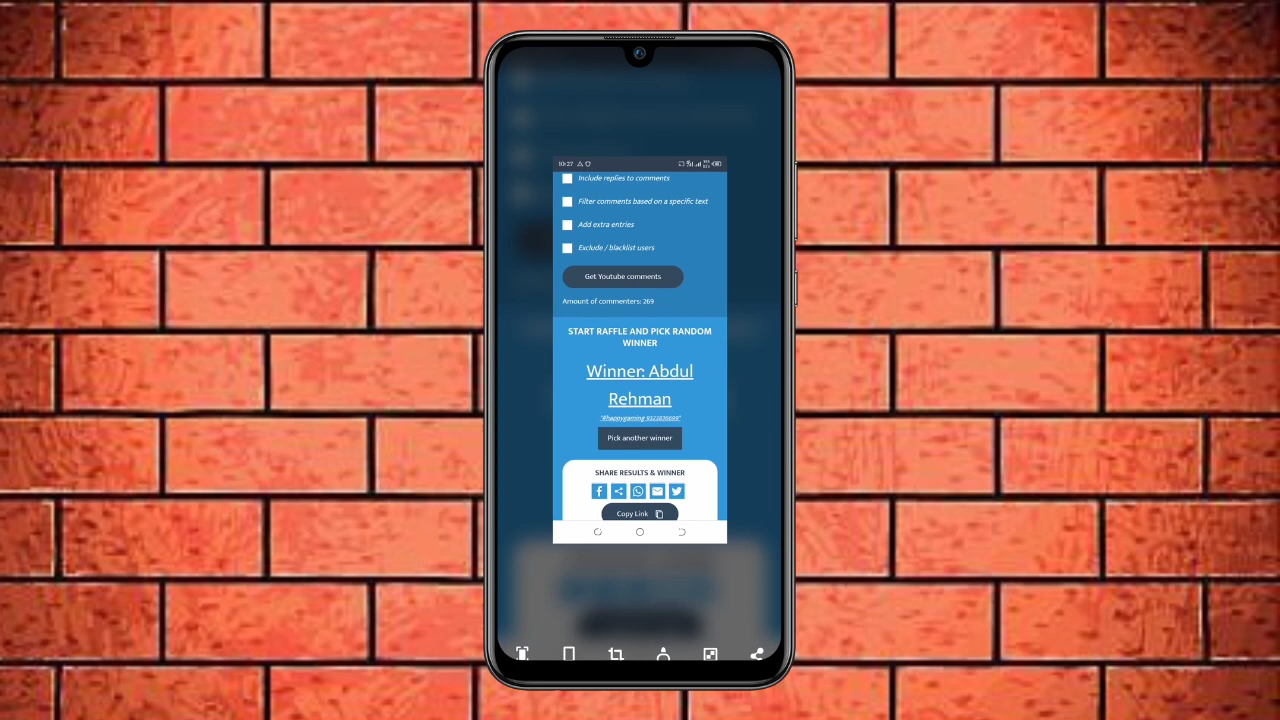 10:27
Include replies to comments
Filter comments based on a specific text
Add extra entries
Exclude / blacklist users
Get Youtube comments
Amount of commenters: 269
START RAFFLE AND PICK RANDOM
WINNER
Winner: Abdul
Rehman
Pick another winner
SHARE RESULTS & WINNER
Copy Link